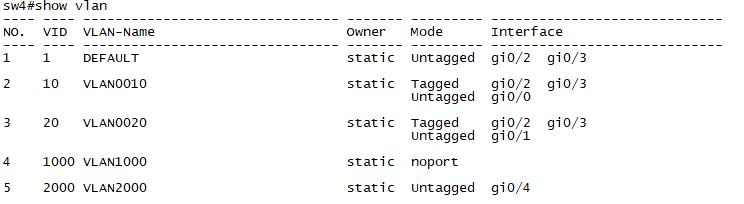 sw4#show vlan
---- ---- -------------------------------- ------- --------- -----------------------------
NO.  VID  VLAN-Name                        Owner   Mode      Interface
---- ---- -------------------------------- ------- --------- -----------------------------
1    1    DEFAULT                          static  Untagged  gi0/2  gi0/3
2    10   VLAN0010                         static  Tagged    gi0/2  gi0/3
                                                   Untagged  gi0/0
3    20   VLAN0020                         static  Tagged    gi0/2  gi0/3
                                                   Untagged  gi0/1
4    1000 VLAN1000                         static  noport
5    2000 VLAN2000                         static  Untagged  gi0/4